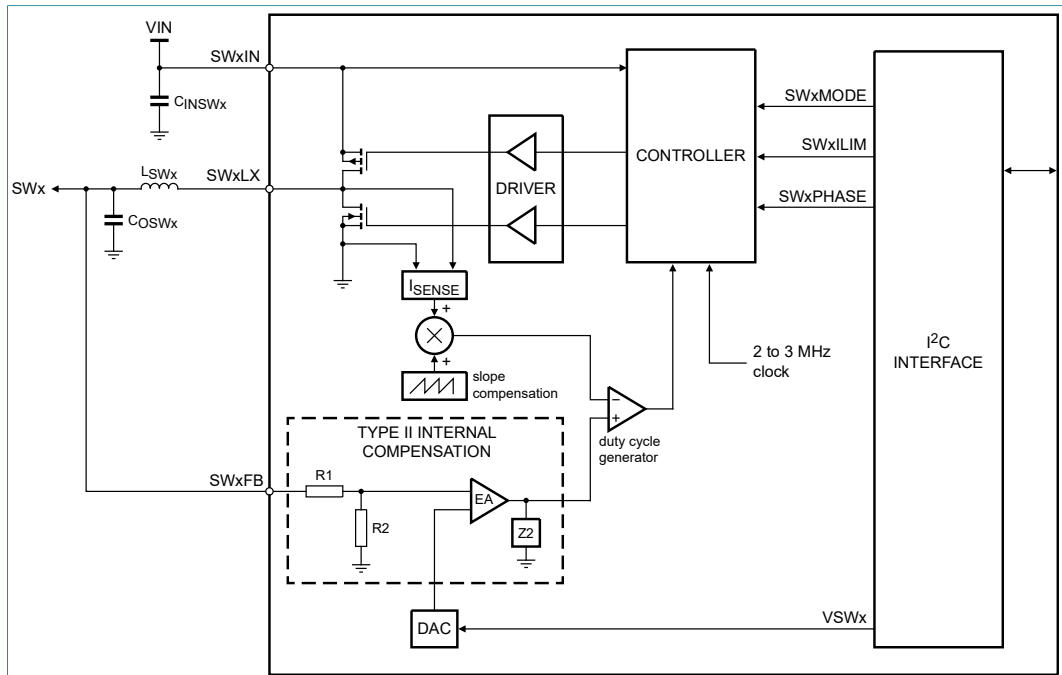 VIN
SWxIN
CINSWx
SWxMODE
SWxILIM
SWxPHASE
CONTROLLER
DRIVER
LSWx
SWx
SWxLX
COSWx
ISENSE
+
+
slope
compensation
2 to 3 MHz
clock
I²C
INTERFACE
−
+
duty cycle
generator
TYPE II INTERNAL
COMPENSATION
SWxFB
R1
R2
EA
Z2
DAC
VSWx